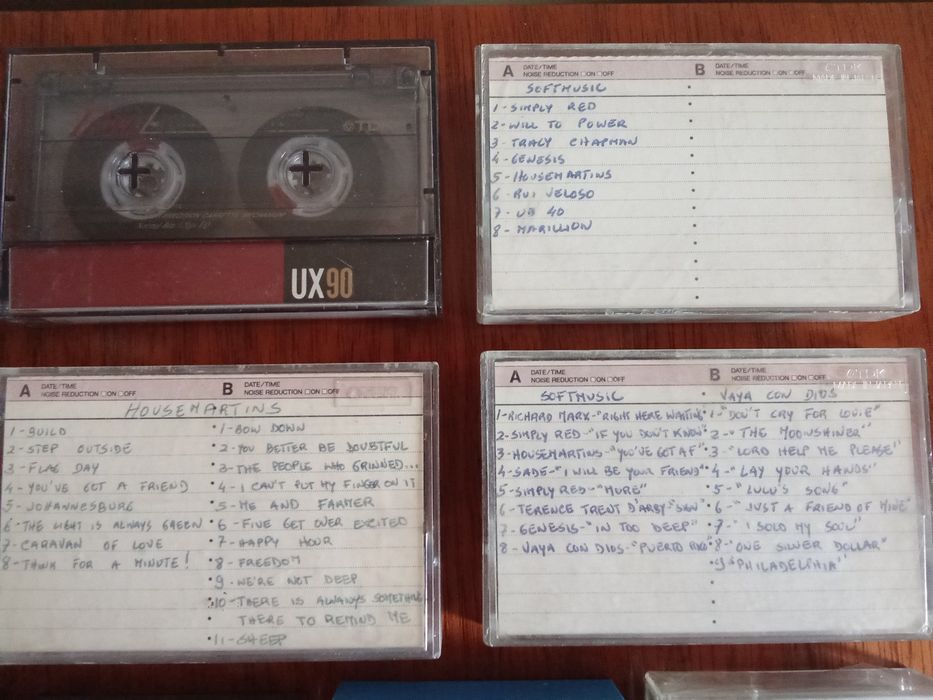 UX90
A DATE/TIME
NOISE REDUCTION □ON □OFF
B DATE/TIME
NOISE REDUCTION □ON □OFF
SOFTMUSIC
1-SIMPLY RED
2-WILL TO POWER
3-TRACY CHAPMAN
4-GENESIS
5-HOUSEMARTINS
6-RUI VELOSO
7-UB 40
8-MARILLION
A DATE/TIME
NOISE REDUCTION □ON □OFF
B DATE/TIME
NOISE REDUCTION □ON □OFF
HOUSEMARTINS
1-BUILD
2-STEP OUTSIDE
3-FLAG DAY
4-YOU'VE GOT A FRIEND
5-JOHANNESBURG
6-THE LIGHT IS ALWAYS GREEN
7-CARAVAN OF LOVE
8-THINK FOR A MINUTE!
1-BOW DOWN
2-YOU BETTER BE DOUBTFUL
3-THE PEOPLE WHO GRINNED...
4-I CAN'T PUT MY FINGER ON IT
5-ME AND FARMER
6-FIVE GET OVER EXCITED
7-HAPPY HOUR
8-FREEDOM
9-WE'RE NOT DEEP
10-THERE IS ALWAYS SOMETHING
THERE TO REMIND ME
11-SHEEP
A DATE/TIME
NOISE REDUCTION □ON □OFF
B DATE/TIME
NOISE REDUCTION □ON □OFF
SOFTMUSIC
1-RICHARD MARX-"RIGHT HERE WAITING"
2-SIMPLY RED-"IF YOU DON'T KNOW"
3-HOUSEMARTINS-"YOU'VE GOT A F"
4-SADE-"I WILL BE YOUR FRIEND"
5-SIMPLY RED-"MORE"
6-TERENCE TRENT D'ARBY-"SIGN"
7-GENESIS-"IN TOO DEEP"
8-VAYA CON DIOS-"PUERTO RICO"
VAYA CON DIOS
1-"DON'T CRY FOR LOUIE"
2-"THE MOONSHINER"
3-"LORD HELP ME PLEASE"
4-"LAY YOUR HANDS"
5-"LULU'S SONG"
6-"JUST A FRIEND OF MINE"
7-"I SOLD MY SOUL"
8-"ONE SILVER DOLLAR"
9-"PHILADELPHIA"